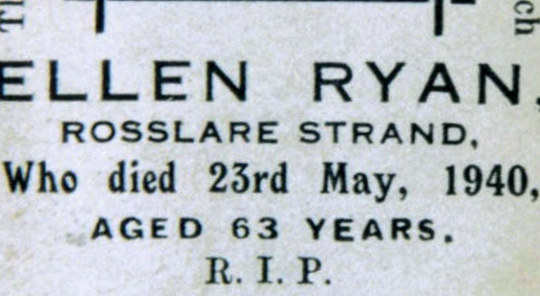 ELLEN RYAN,
ROSSLARE STRAND,
Who died 23rd May, 1940,
AGED 63 YEARS.
R. I. P.